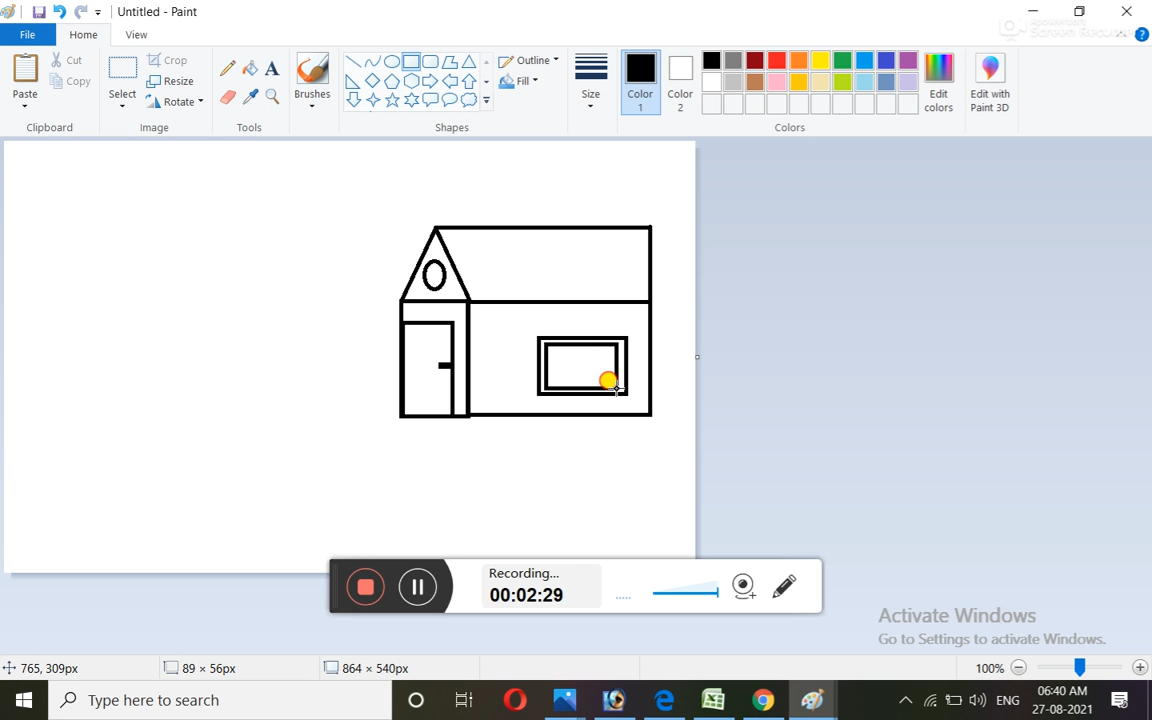 Untitled - Paint
Apowersoft
Screen Recorder
File
Home
View
Paste
Cut
Copy
Clipboard
Select
Crop
Resize
Rotate
Image
Tools
Brushes
Shapes
Outline
Fill
Size
Color 1
Color 2
Colors
Edit colors
Edit with Paint 3D
Recording...
00:02:29
Activate Windows
Go to Settings to activate Windows.
765, 309px
89 × 56px
864 × 540px
100%
Type here to search
ENG
06:40 AM
27-08-2021